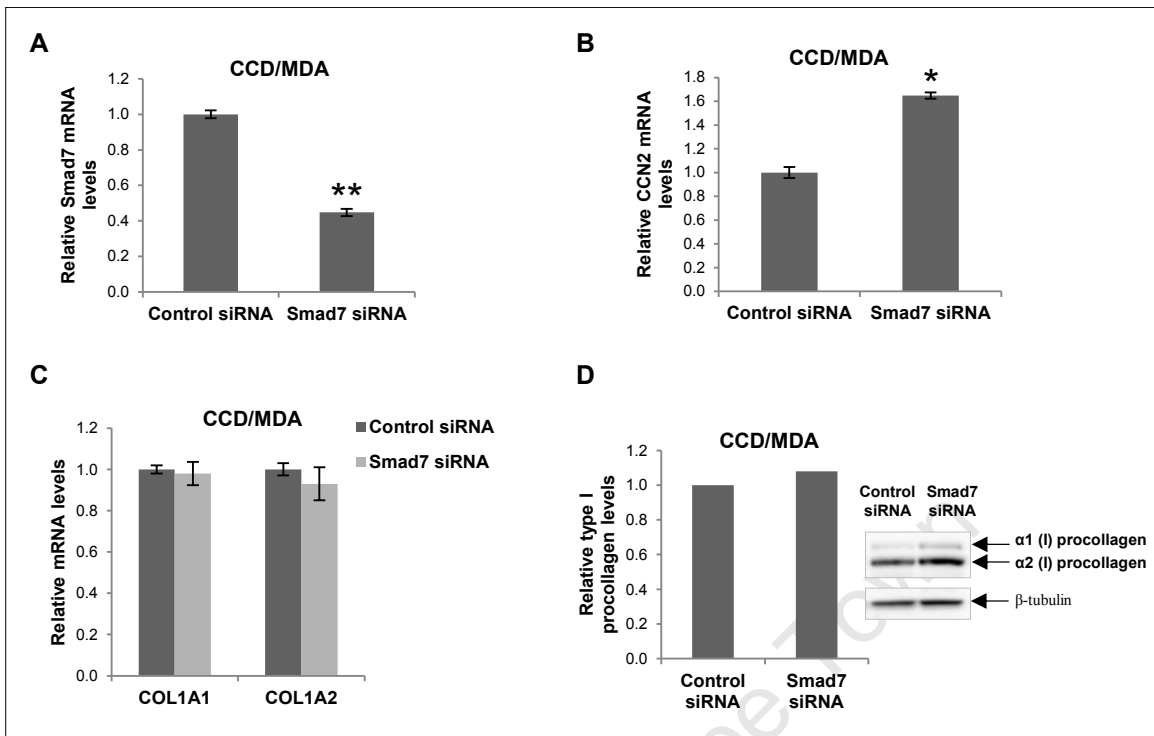 A
CCD/MDA
Relative Smad7 mRNA
levels
1.2
1.0
0.8
0.6
0.4
0.2
0.0
**
Control siRNA Smad7 siRNA
B
CCD/MDA
Relative CCN2 mRNA
levels
1.8
1.6
1.4
1.2
1.0
0.8
0.6
0.4
0.2
0.0
*
Control siRNA Smad7 siRNA
C
CCD/MDA
Relative mRNA levels
1.2
1.0
0.8
0.6
0.4
0.2
0.0
COL1A1 COL1A2
Control siRNA
Smad7 siRNA
D
CCD/MDA
Relative type I
procollagen levels
1.2
1.0
0.8
0.6
0.4
0.2
0.0
Control Smad7
siRNA siRNA
Control Smad7
siRNA siRNA
α1 (I) procollagen
α2 (I) procollagen
β-tubulin